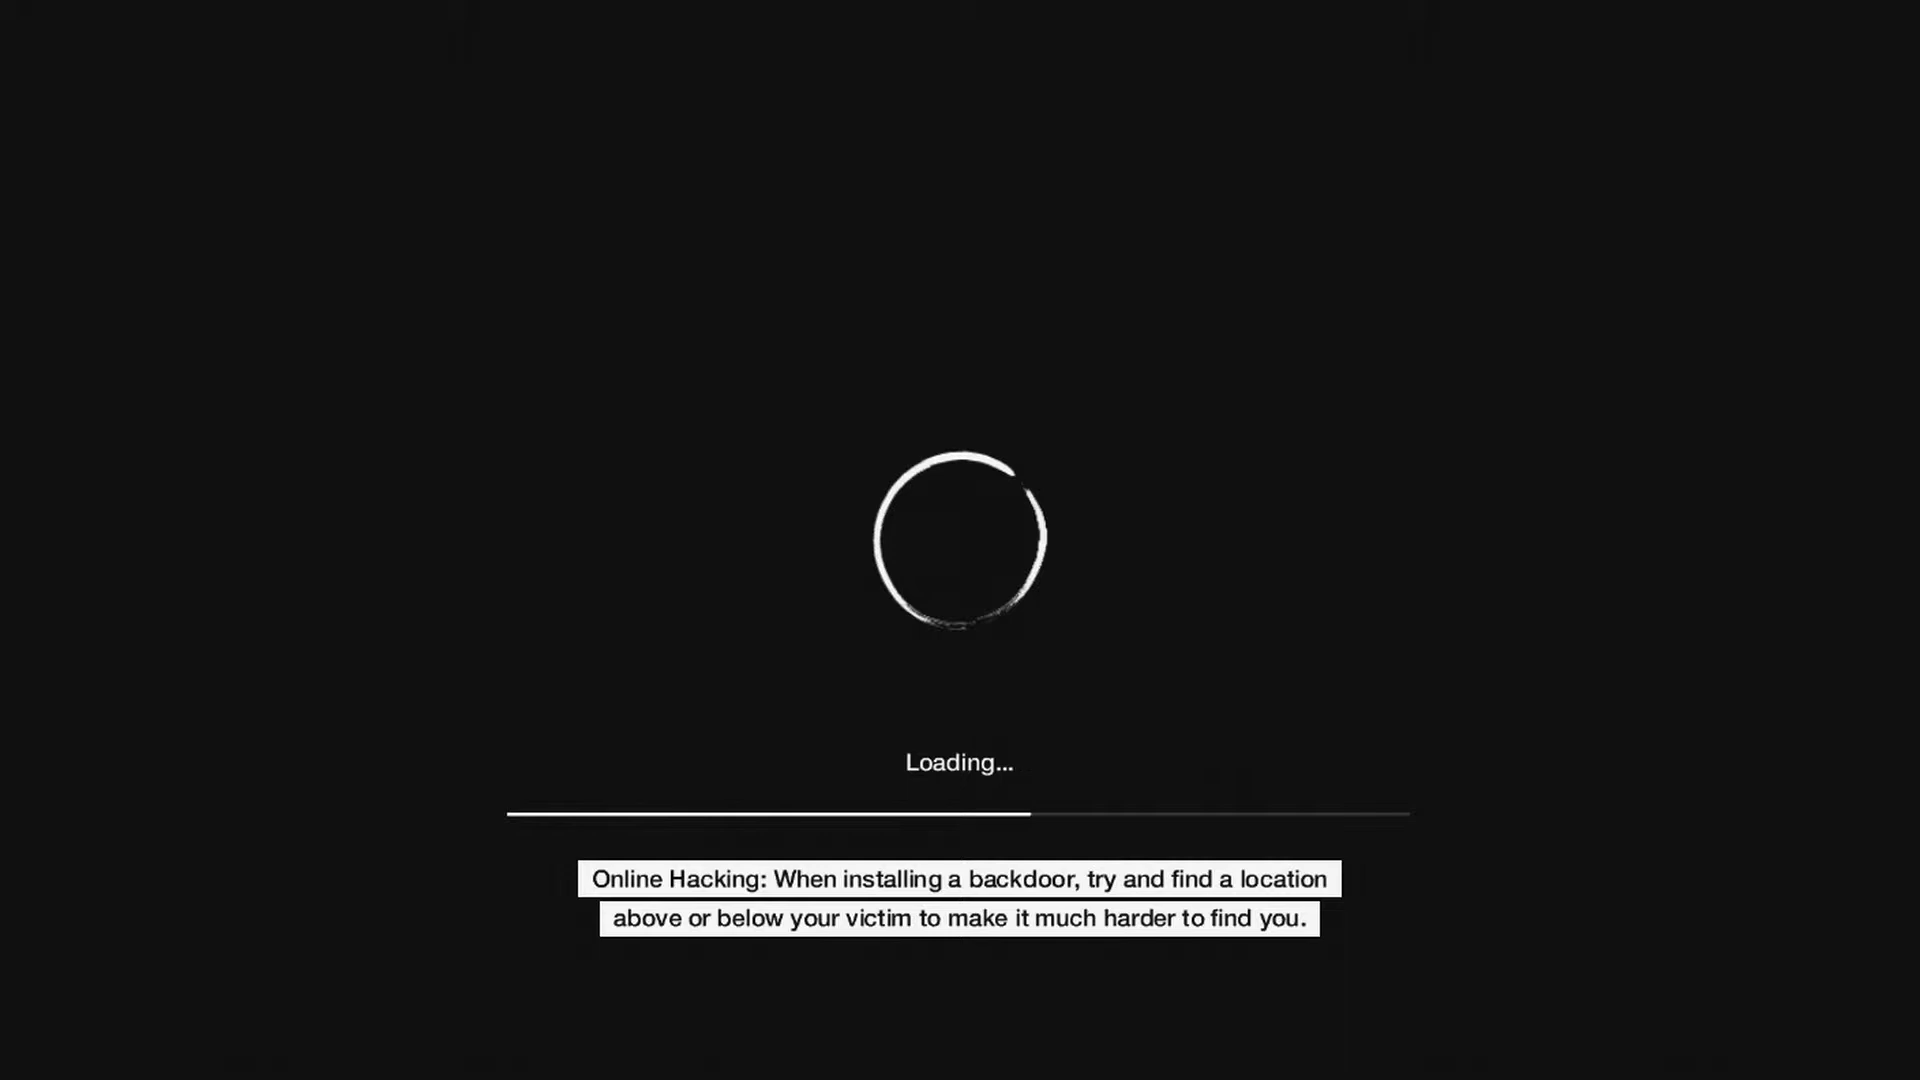 Loading...
Online Hacking: When installing a backdoor, try and find a location
above or below your victim to make it much harder to find you.